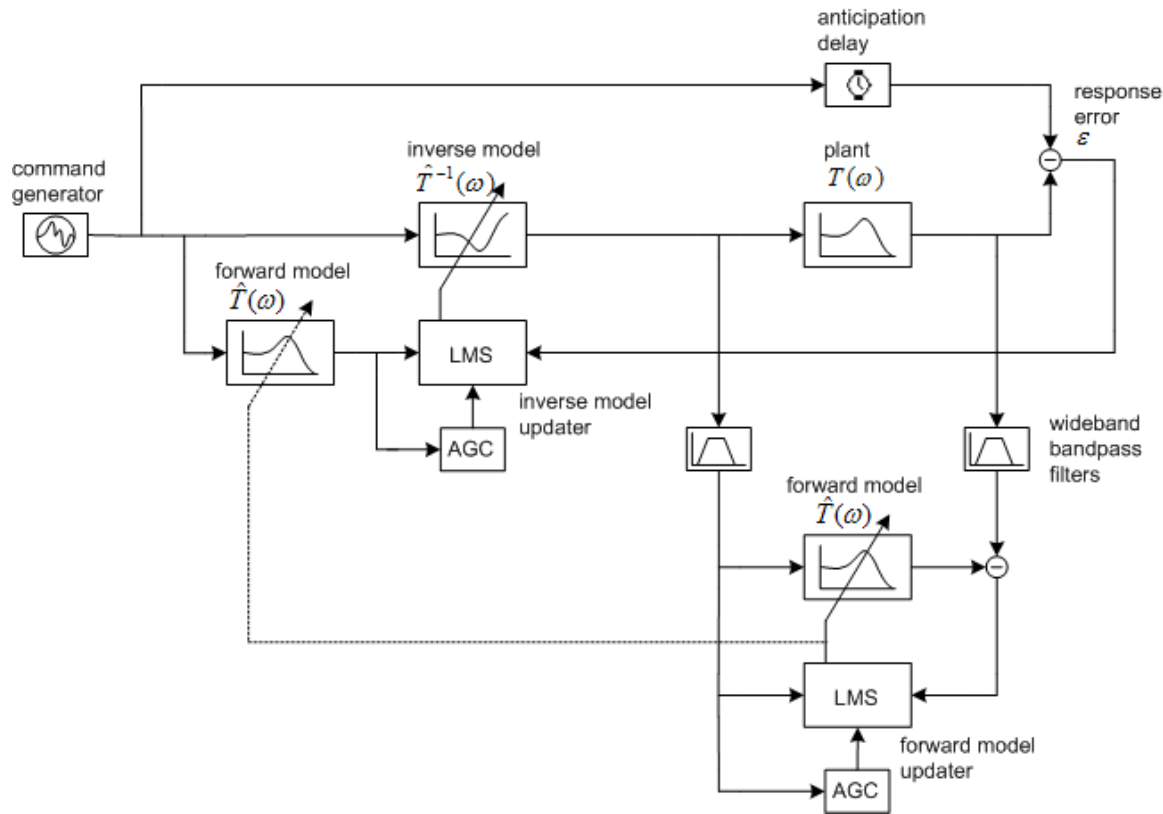 anticipation
delay
response
error
ε
command
generator
inverse model
T̂⁻¹(ω)
plant
T(ω)
forward model
T̂(ω)
LMS
inverse model
updater
AGC
wideband
bandpass
filters
forward model
T̂(ω)
LMS
forward model
updater
AGC